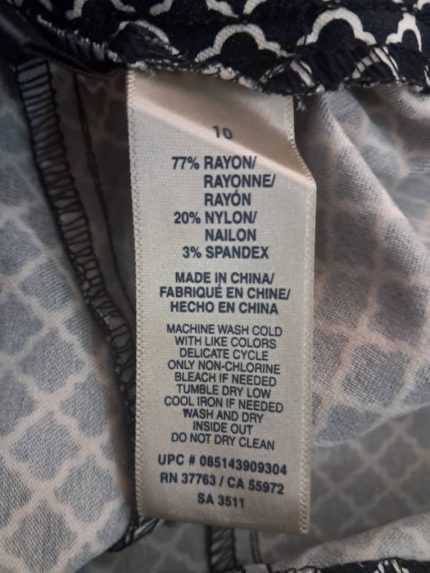 10
77% RAYON/
RAYONNE/
RAYÓN
20% NYLON/
NAILON
3% SPANDEX
MADE IN CHINA/
FABRIQUÉ EN CHINE/
HECHO EN CHINA
MACHINE WASH COLD
WITH LIKE COLORS
DELICATE CYCLE
ONLY NON-CHLORINE
BLEACH IF NEEDED
TUMBLE DRY LOW
COOL IRON IF NEEDED
WASH AND DRY
INSIDE OUT
DO NOT DRY CLEAN
UPC # 085143909304
RN 37763 / CA 55972
SA 3511